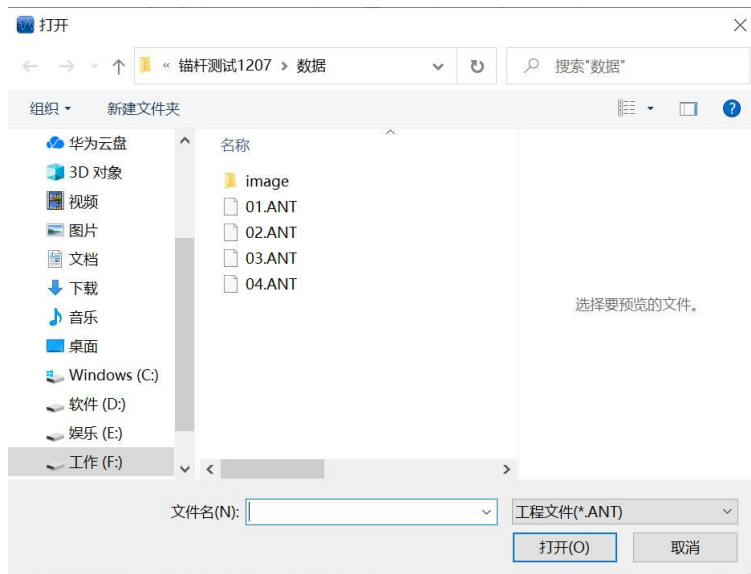 打开
« 锚杆测试1207 › 数据
搜索"数据"
组织
新建文件夹
华为云盘
3D 对象
视频
图片
文档
下载
音乐
桌面
Windows (C:)
软件 (D:)
娱乐 (E:)
工作 (F:)
名称
image
01.ANT
02.ANT
03.ANT
04.ANT
选择要预览的文件。
文件名(N):
工程文件(*.ANT)
打开(O)
取消